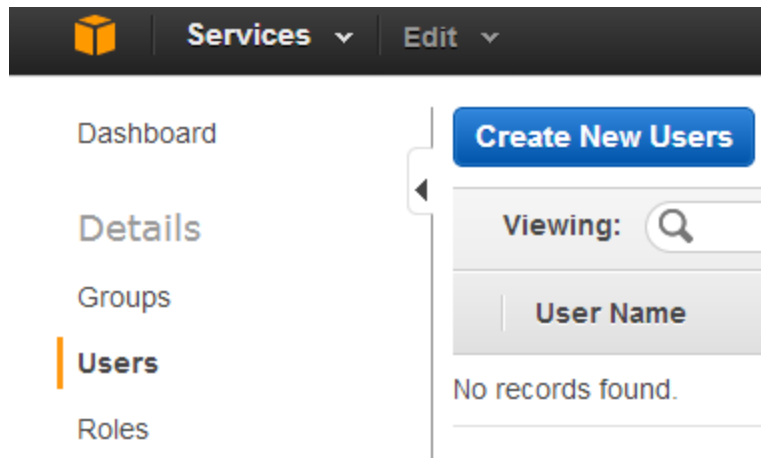 Services Edit
Dashboard
Details
Groups
Users
Roles
Create New Users
Viewing:
User Name
No records found.